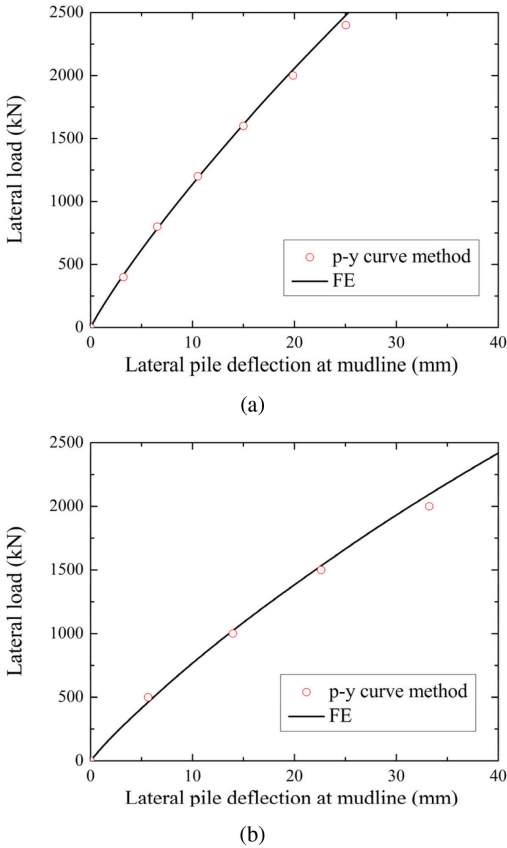 2500
2000
1500
1000
500
0
Lateral load (kN)
p-y curve method
FE
0 10 20 30 40
Lateral pile deflection at mudline (mm)
(a)
2500
2000
1500
1000
500
0
Lateral load (kN)
p-y curve method
FE
0 10 20 30 40
Lateral pile deflection at mudline (mm)
(b)